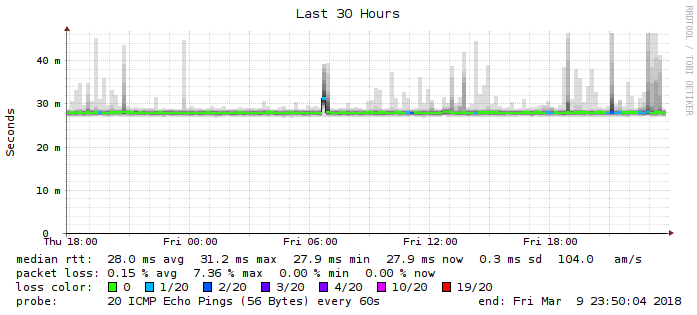 Last 30 Hours
RRDTOOL / TOBI OETIKER
Seconds
40 m
30 m
20 m
10 m
0
Thu 18:00 Fri 00:00 Fri 06:00 Fri 12:00 Fri 18:00
median rtt: 28.0 ms avg 31.2 ms max 27.9 ms min 27.9 ms now 0.3 ms sd 104.0 am/s
packet loss: 0.15 % avg 7.36 % max 0.00 % min 0.00 % now
loss color: 0 1/20 2/20 3/20 4/20 10/20 19/20
probe: 20 ICMP Echo Pings (56 Bytes) every 60s end: Fri Mar 9 23:50:04 2018